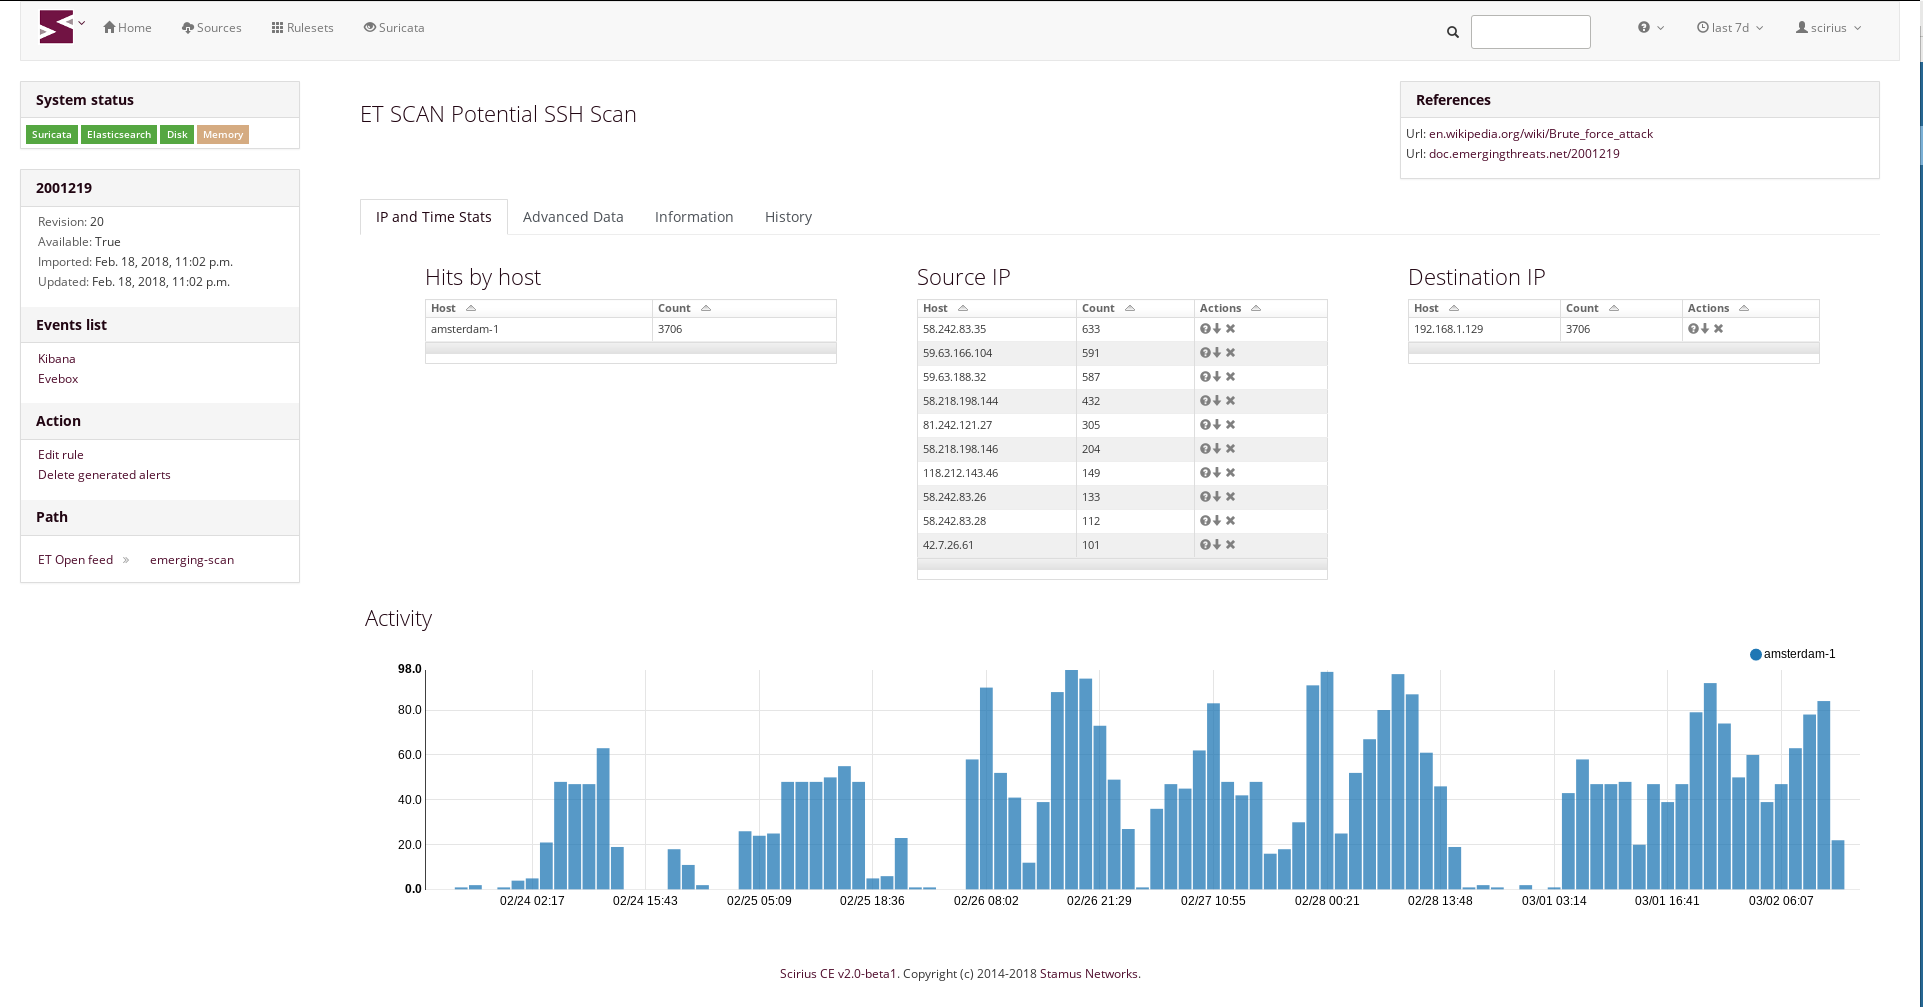 Home Sources Rulesets Suricata last 7d scirius
System status
Suricata Elasticsearch Disk Memory
2001219
Revision: 20
Available: True
Imported: Feb. 18, 2018, 11:02 p.m.
Updated: Feb. 18, 2018, 11:02 p.m.
Events list
Kibana
Evebox
Action
Edit rule
Delete generated alerts
Path
ET Open feed » emerging-scan
ET SCAN Potential SSH Scan
References
Url: en.wikipedia.org/wiki/Brute_force_attack
Url: doc.emergingthreats.net/2001219
IP and Time Stats Advanced Data Information History
Hits by host
Host Count
amsterdam-1 3706
Source IP
Host Count Actions
58.242.83.35 633
59.63.166.104 591
59.63.188.32 587
58.218.198.144 432
81.242.121.27 305
58.218.198.146 204
118.212.143.46 149
58.242.83.26 133
58.242.83.28 112
42.7.26.61 101
Destination IP
Host Count Actions
192.168.1.129 3706
Activity
amsterdam-1
98.0
80.0
60.0
40.0
20.0
0.0
02/24 02:17 02/24 15:43 02/25 05:09 02/25 18:36 02/26 08:02 02/26 21:29 02/27 10:55 02/28 00:21 02/28 13:48 03/01 03:14 03/01 16:41 03/02 06:07
Scirius CE v2.0-beta1. Copyright (c) 2014-2018 Stamus Networks.